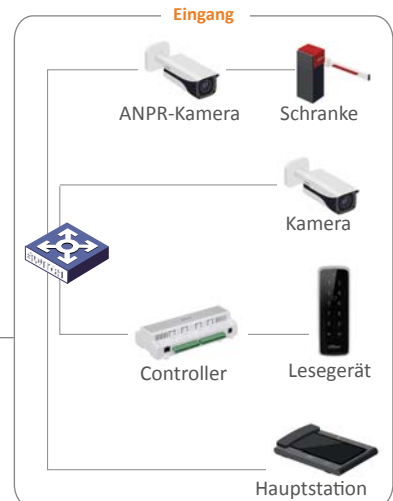 Eingang
ANPR-Kamera
Schranke
Kamera
Controller
Lesegerät
Hauptstation